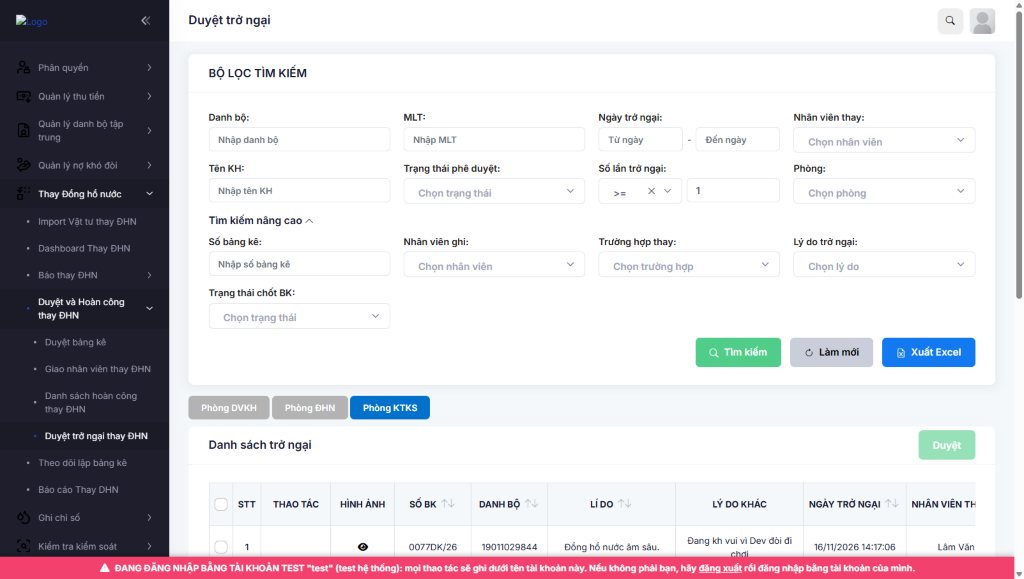 Logo
Duyệt trở ngại
Phân quyền
Quản lý thu tiền
Quản lý danh bộ tập
trung
Quản lý nợ khó đòi
Thay Đồng hồ nước
Import Vật tư thay ĐHN
Dashboard Thay ĐHN
Báo thay ĐHN
Duyệt và Hoàn công
thay ĐHN
Duyệt bảng kê
Giao nhân viên thay ĐHN
Danh sách hoàn công
thay ĐHN
Duyệt trở ngại thay ĐHN
Theo dõi lập bảng kê
Báo cáo Thay DHN
Ghi chỉ số
Kiểm tra kiểm soát
BỘ LỌC TÌM KIẾM
Danh bộ:
MLT:
Ngày trở ngại:
Nhân viên thay:
Nhập danh bộ
Nhập MLT
Từ ngày
-
Đến ngày
Chọn nhân viên
Tên KH:
Trạng thái phê duyệt:
Số lần trở ngại:
Phòng:
Nhập tên KH
Chọn trạng thái
>=
1
Chọn phòng
Tìm kiếm nâng cao
Số bảng kê:
Nhân viên ghi:
Trường hợp thay:
Lý do trở ngại:
Nhập số bảng kê
Chọn nhân viên
Chọn trường hợp
Chọn lý do
Trạng thái chốt BK:
Chọn trạng thái
Tìm kiếm
Làm mới
Xuất Excel
Phòng DVKH
Phòng ĐHN
Phòng KTKS
Danh sách trở ngại
Duyệt
STT
THAO TÁC
HÌNH ẢNH
SỐ BK
DANH BỘ
LÍ DO
LÝ DO KHÁC
NGÀY TRỞ NGẠI
NHÂN VIÊN TH
1
0077DK/26
19011029844
Đồng hồ nước âm sâu.
Đang kh vui vì Dev đòi đi
chơi
16/11/2026 14:17:06
Lâm Văn
ĐANG ĐĂNG NHẬP BẰNG TÀI KHOẢN TEST "test" (test hệ thống): mọi thao tác sẽ ghi dưới tên tài khoản này. Nếu không phải bạn, hãy đăng xuất rồi đăng nhập bằng tài khoản của mình.